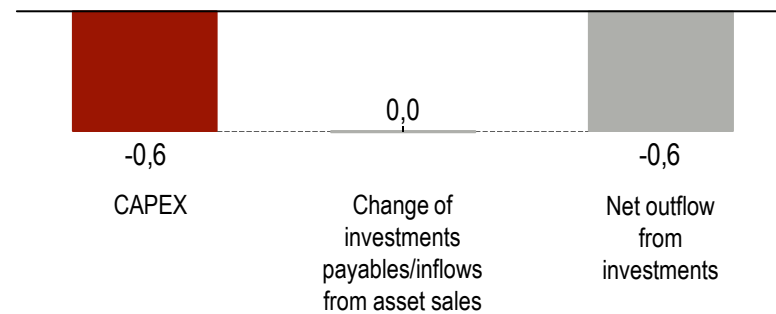 0,0
-0,6
-0,6
CAPEX
Change of
investments
payables/inflows
from asset sales
Net outflow
from
investments